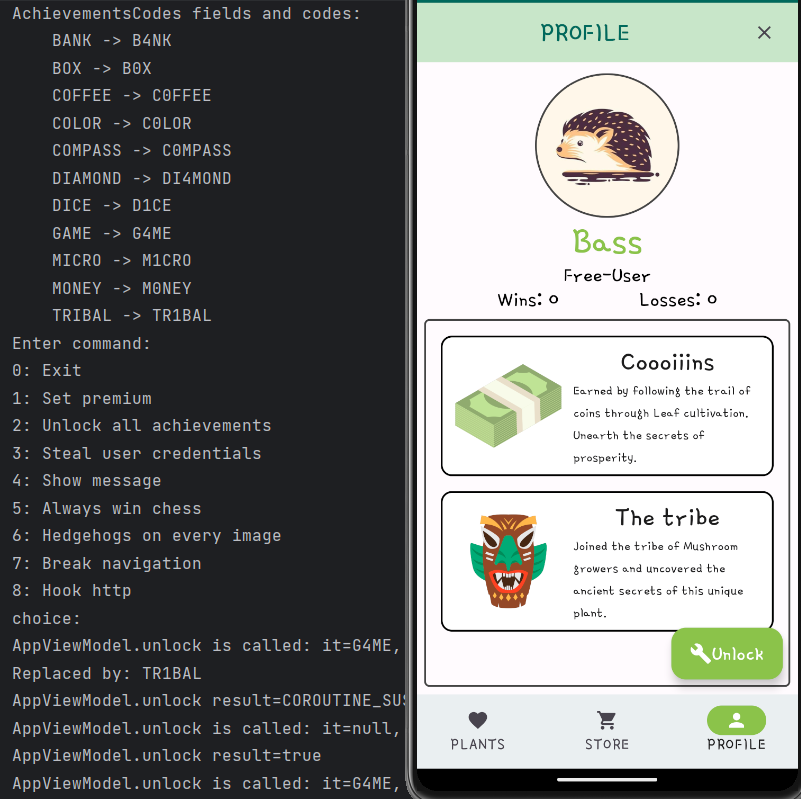 AchievementsCodes fields and codes:
BANK -> B4NK
BOX -> B0X
COFFEE -> C0FFEE
COLOR -> C0LOR
COMPASS -> C0MPASS
DIAMOND -> DI4MOND
DICE -> D1CE
GAME -> G4ME
MICRO -> M1CRO
MONEY -> M0NEY
TRIBAL -> TR1BAL
Enter command:
0: Exit
1: Set premium
2: Unlock all achievements
3: Steal user credentials
4: Show message
5: Always win chess
6: Hedgehogs on every image
7: Break navigation
8: Hook http
choice:
AppViewModel.unlock is called: it=G4ME,
Replaced by: TR1BAL
AppViewModel.unlock result=COROUTINE_SUS
AppViewModel.unlock is called: it=null,
AppViewModel.unlock result=true
AppViewModel.unlock is called: it=G4ME,
PROFILE
Bass
Free-User
Wins: 0
Losses: 0
Coooiiins
Earned by following the trail of
coins through Leaf cultivation.
Unearth the secrets of
prosperity.
The tribe
Joined the tribe of Mushroom
growers and uncovered the
ancient secrets of this unique
plant.
Unlock
PLANTS
STORE
PROFILE